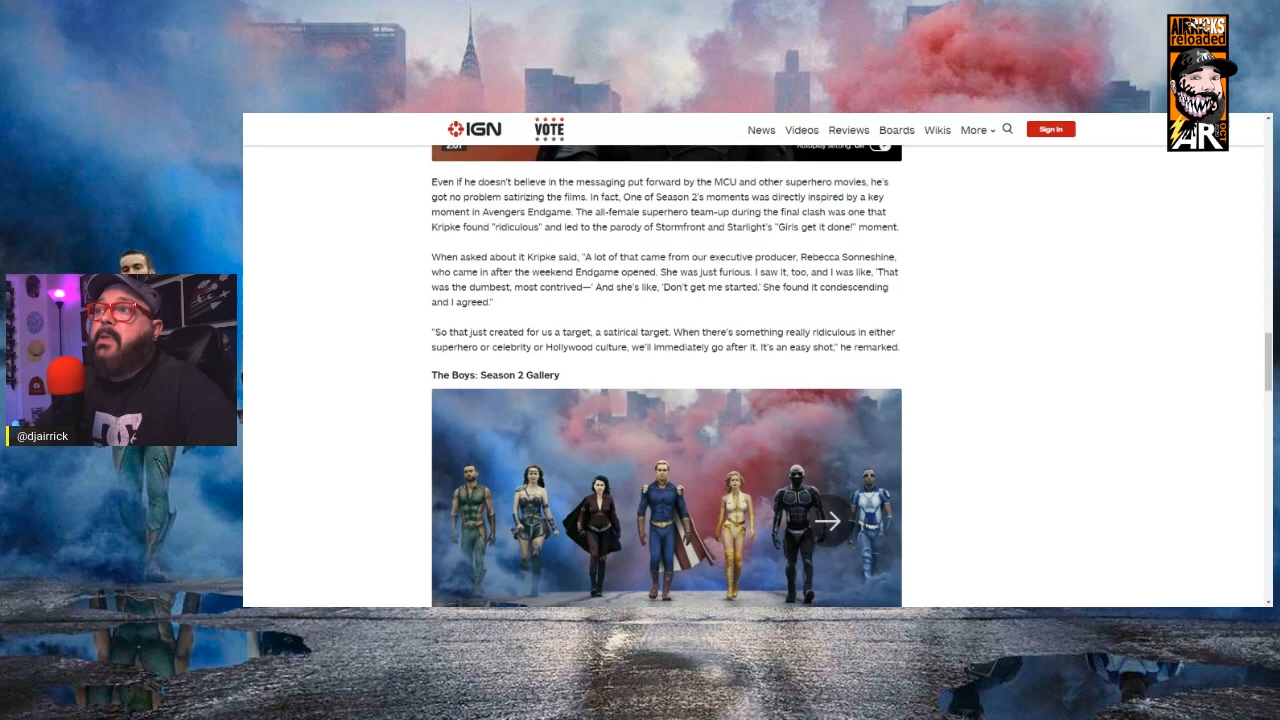 AIRRICKS
reloaded
AR
OCT
IGN
VOTE
News Videos Reviews Boards Wikis More Sign In
2:01
Autoplay setting: On
Even if he doesn't believe in the messaging put forward by the MCU and other superhero movies, he's
got no problem satirizing the films. In fact, One of Season 2's moments was directly inspired by a key
moment in Avengers Endgame. The all-female superhero team-up during the final clash was one that
Kripke found "ridiculous" and led to the parody of Stormfront and Starlight's "Girls get it done!" moment.
When asked about it Kripke said, "A lot of that came from our executive producer, Rebecca Sonneshine,
who came in after the weekend Endgame opened. She was just furious. I saw it, too, and I was like, 'That
was the dumbest, most contrived—' And she's like, 'Don't get me started.' She found it condescending
and I agreed."
"So that just created for us a target, a satirical target. When there's something really ridiculous in either
superhero or celebrity or Hollywood culture, we'll immediately go after it. It's an easy shot," he remarked.
The Boys: Season 2 Gallery
@djairrick